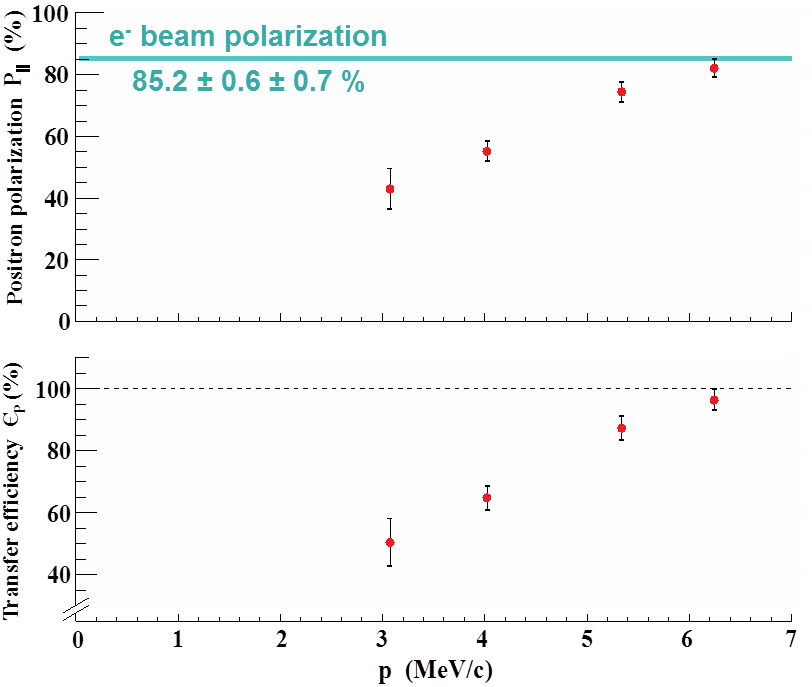 Positron polarization P∥ (%)
100
80
60
40
20
0
e- beam polarization
85.2 ± 0.6 ± 0.7 %
Transfer efficiency ϵp (%)
100
80
60
40
0 1 2 3 4 5 6 7
p (MeV/c)